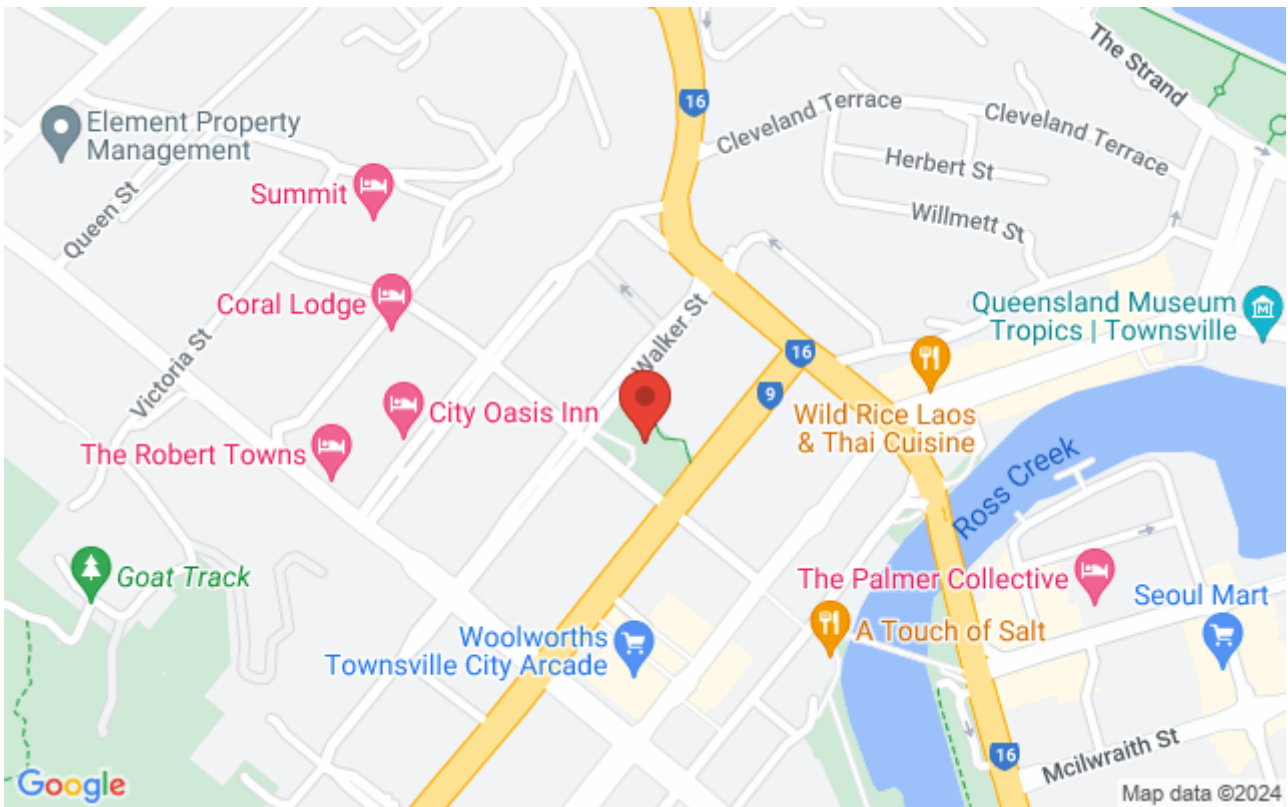 16
The Strand
Cleveland Terrace
Cleveland Terrace
Herbert St
Willmett St
Element Property
Management
Queen St
Summit
Coral Lodge
Victoria St
Walker St
Queensland Museum
Tropics | Townsville
16
9
City Oasis Inn
Wild Rice Laos
& Thai Cuisine
The Robert Towns
Ross Creek
Goat Track
The Palmer Collective
Seoul Mart
A Touch of Salt
Woolworths
Townsville City Arcade
16
Mcilwraith St
Google
Map data ©2024